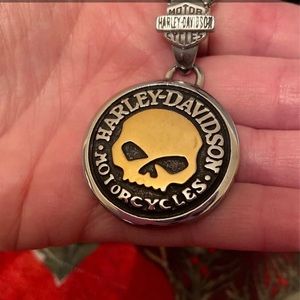 MOTOR
HARLEY-DAVIDSON
CYCLES
· HARLEY-DAVIDSON ·
MOTORCYCLES